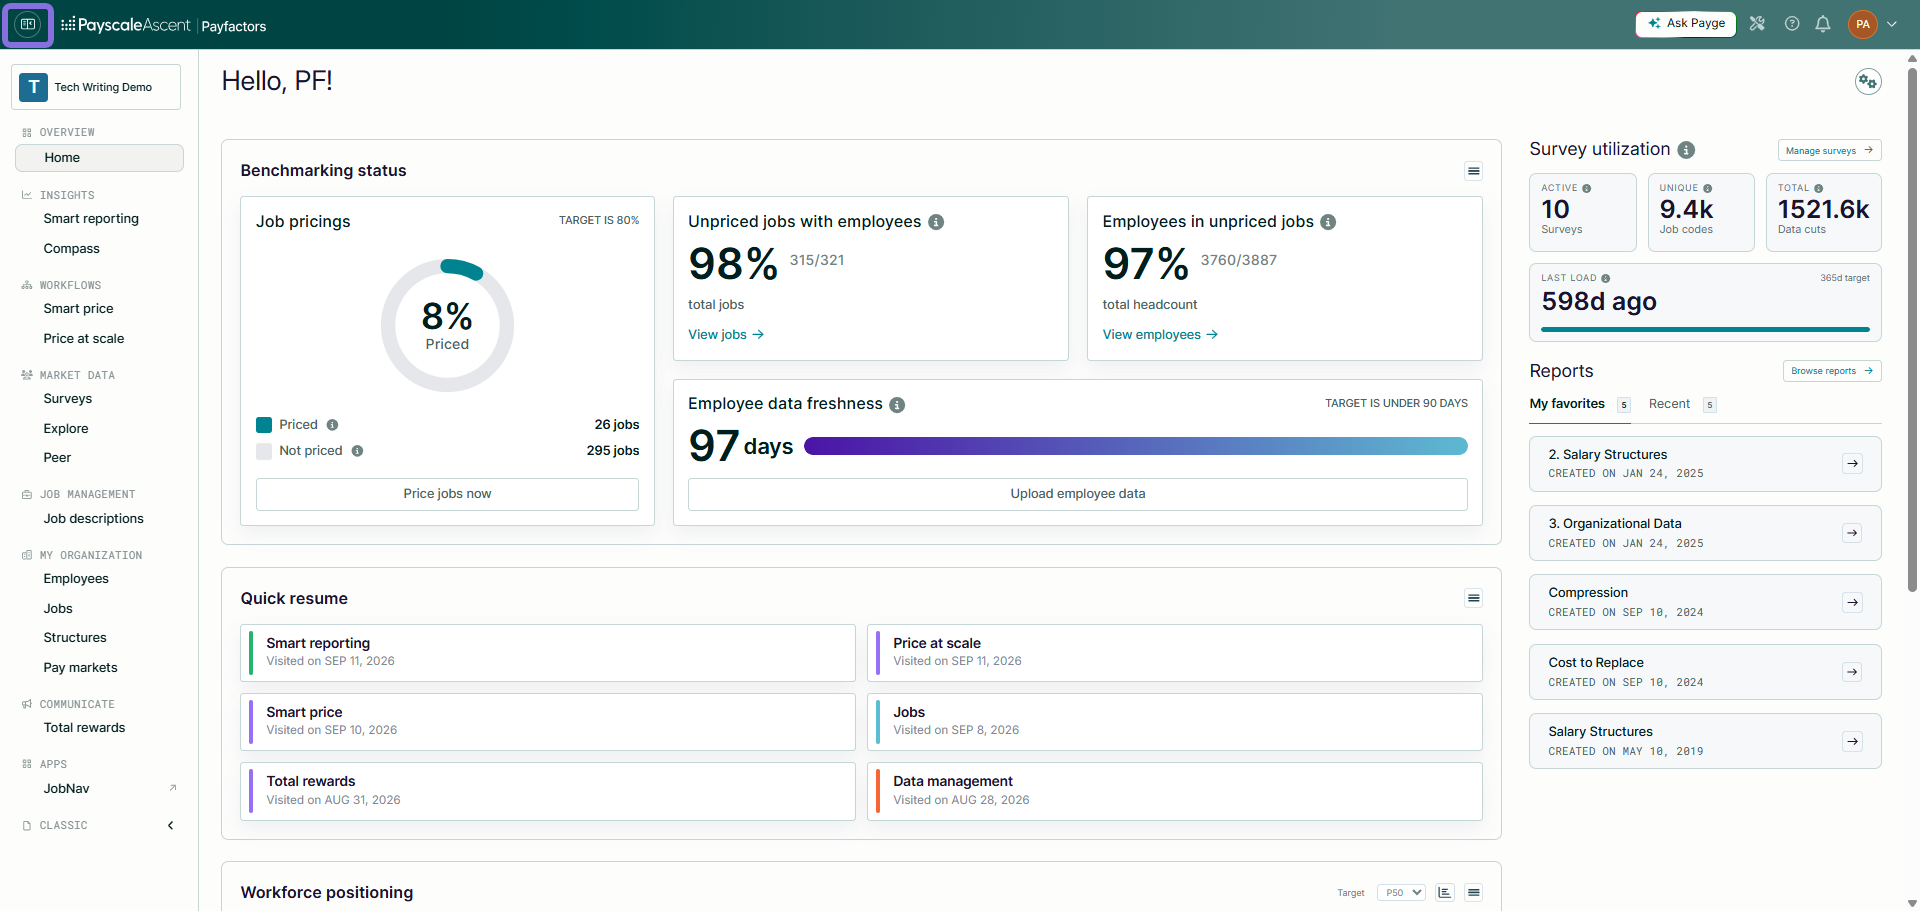 PayscaleAscent | Payfactors
Ask Payge
PA
T Tech Writing Demo
OVERVIEW
Home
INSIGHTS
Smart reporting
Compass
WORKFLOWS
Smart price
Price at scale
MARKET DATA
Surveys
Explore
Peer
JOB MANAGEMENT
Job descriptions
MY ORGANIZATION
Employees
Jobs
Structures
Pay markets
COMMUNICATE
Total rewards
APPS
JobNav
CLASSIC
Hello, PF!
Benchmarking status
Job pricings
TARGET IS 80%
8%
Priced
Priced
26 jobs
Not priced
295 jobs
Price jobs now
Unpriced jobs with employees
98% 315/321
total jobs
View jobs
Employees in unpriced jobs
97% 3760/3887
total headcount
View employees
Employee data freshness
TARGET IS UNDER 90 DAYS
97 days
Upload employee data
Quick resume
Smart reporting
Visited on SEP 11, 2026
Price at scale
Visited on SEP 11, 2026
Smart price
Visited on SEP 10, 2026
Jobs
Visited on SEP 8, 2026
Total rewards
Visited on AUG 31, 2026
Data management
Visited on AUG 28, 2026
Workforce positioning
Target
P50
Survey utilization
Manage surveys
ACTIVE
10
Surveys
UNIQUE
9.4k
Job codes
TOTAL
1521.6k
Data cuts
LAST LOAD
365d target
598d ago
Reports
Browse reports
My favorites 5
Recent 5
2. Salary Structures
CREATED ON JAN 24, 2025
3. Organizational Data
CREATED ON JAN 24, 2025
Compression
CREATED ON SEP 10, 2024
Cost to Replace
CREATED ON SEP 10, 2024
Salary Structures
CREATED ON MAY 10, 2019